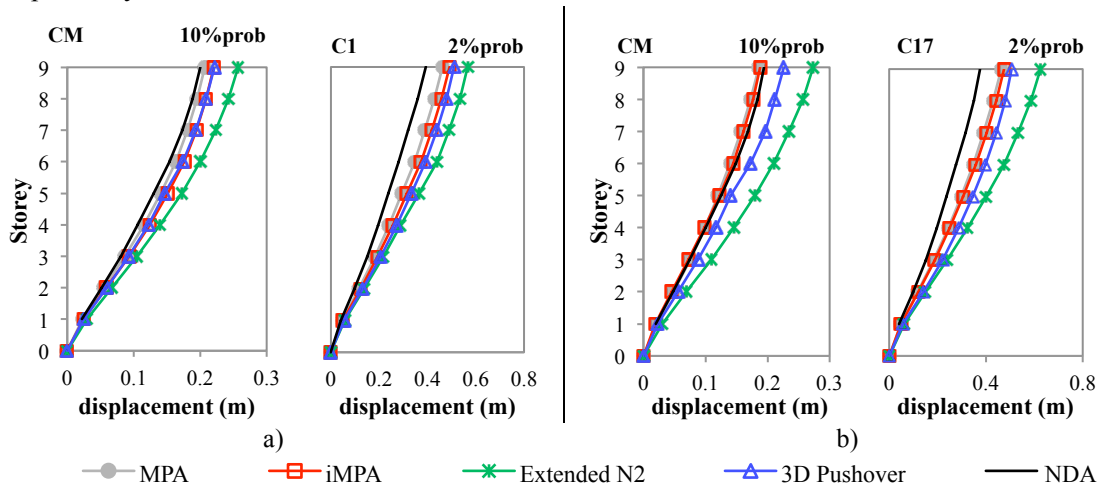 CM 10%prob
C1 2%prob
CM 10%prob
C17 2%prob
Storey
9
8
7
6
5
4
3
2
1
0
0 0.1 0.2 0.3
displacement (m)
0 0.2 0.4 0.6 0.8
a)
Storey
9
8
7
6
5
4
3
2
1
0
0 0.1 0.2 0.3
displacement (m)
0 0.4 0.8
b)
MPA iMPA Extended N2 3D Pushover NDA